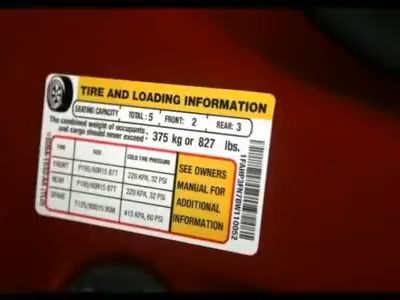 TIRE AND LOADING INFORMATION
SEATING CAPACITY TOTAL: 5 FRONT: 2 REAR: 3
The combined weight of occupants
and cargo should never exceed: 375 kg or 827 lbs.
TIRE SIZE COLD TIRE PRESSURE
FRONT P195/60R15 87T 220 KPA, 32 PSI
REAR P195/60R15 87T 220 KPA, 32 PSI
SPARE 415 KPA, 60 PSI
SEE OWNERS
MANUAL FOR
ADDITIONAL
INFORMATION